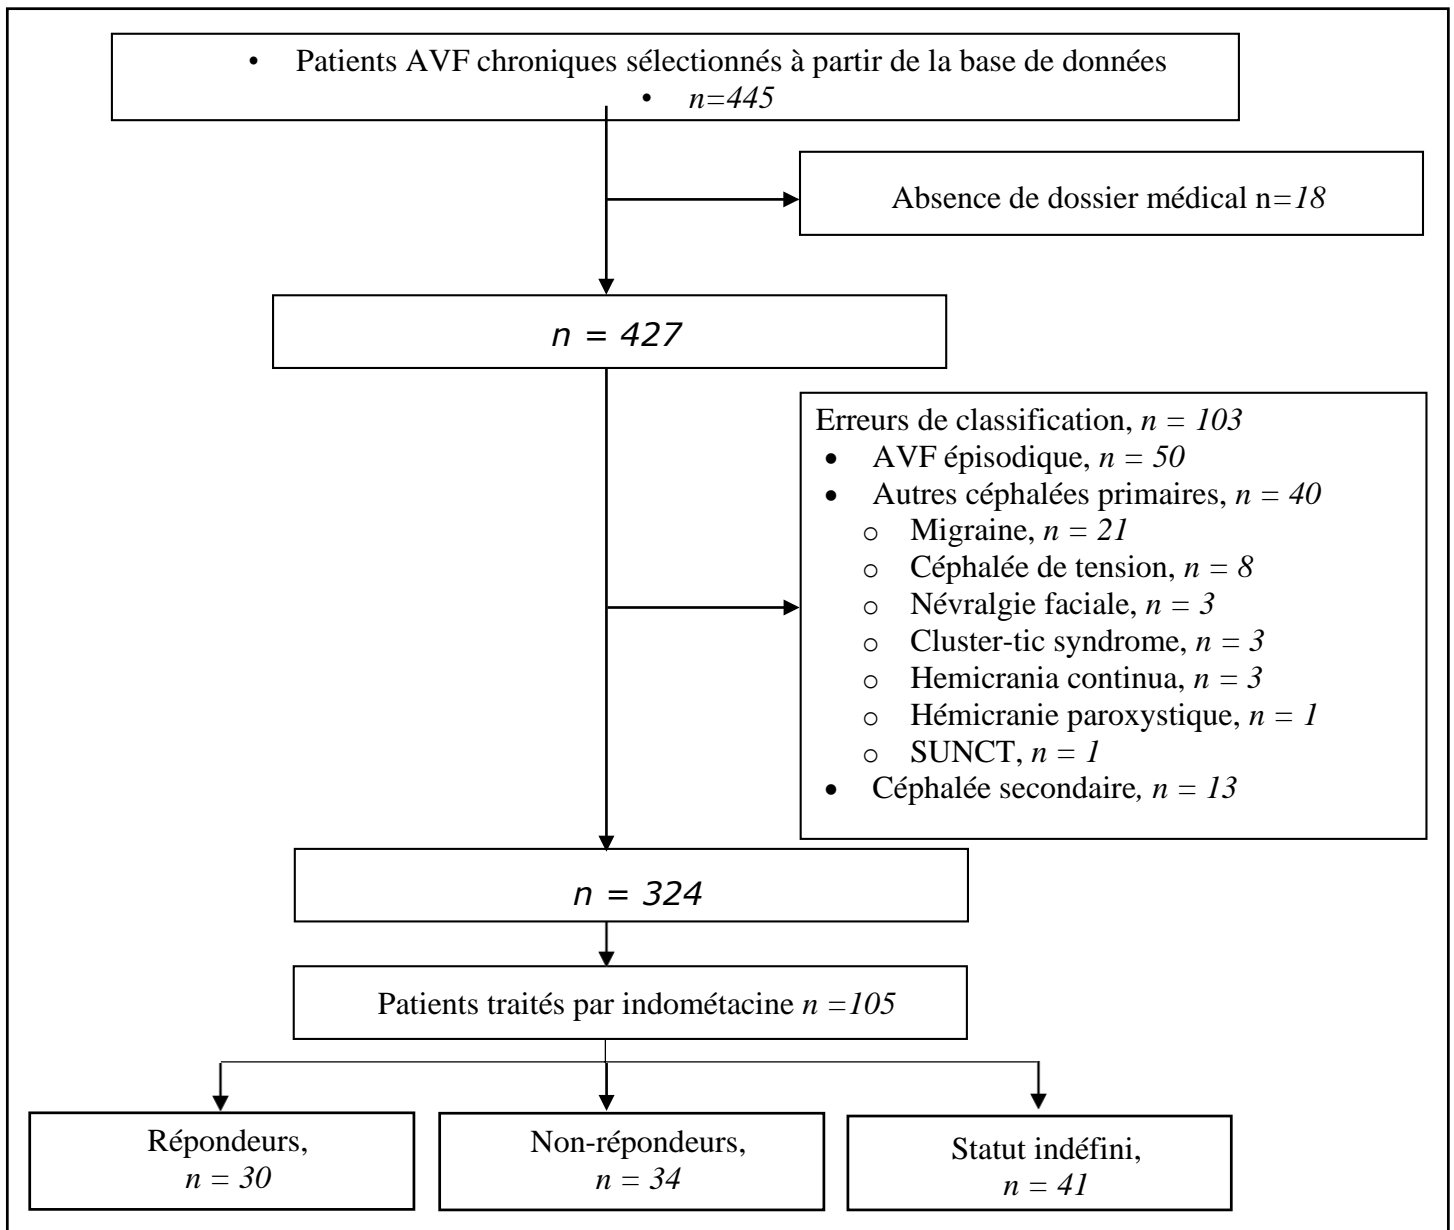 • Patients AVF chroniques sélectionnés à partir de la base de données
• n=445
Absence de dossier médical n=18
n = 427
Erreurs de classification, n = 103
• AVF épisodique, n = 50
• Autres céphalées primaires, n = 40
o Migraine, n = 21
o Céphalée de tension, n = 8
o Névralgie faciale, n = 3
o Cluster-tic syndrome, n = 3
o Hemicrania continua, n = 3
o Hémicranie paroxystique, n = 1
o SUNCT, n = 1
• Céphalée secondaire, n = 13
n = 324
Patients traités par indométacine n =105
Répondeurs,
n = 30
Non-répondeurs,
n = 34
Statut indéfini,
n = 41